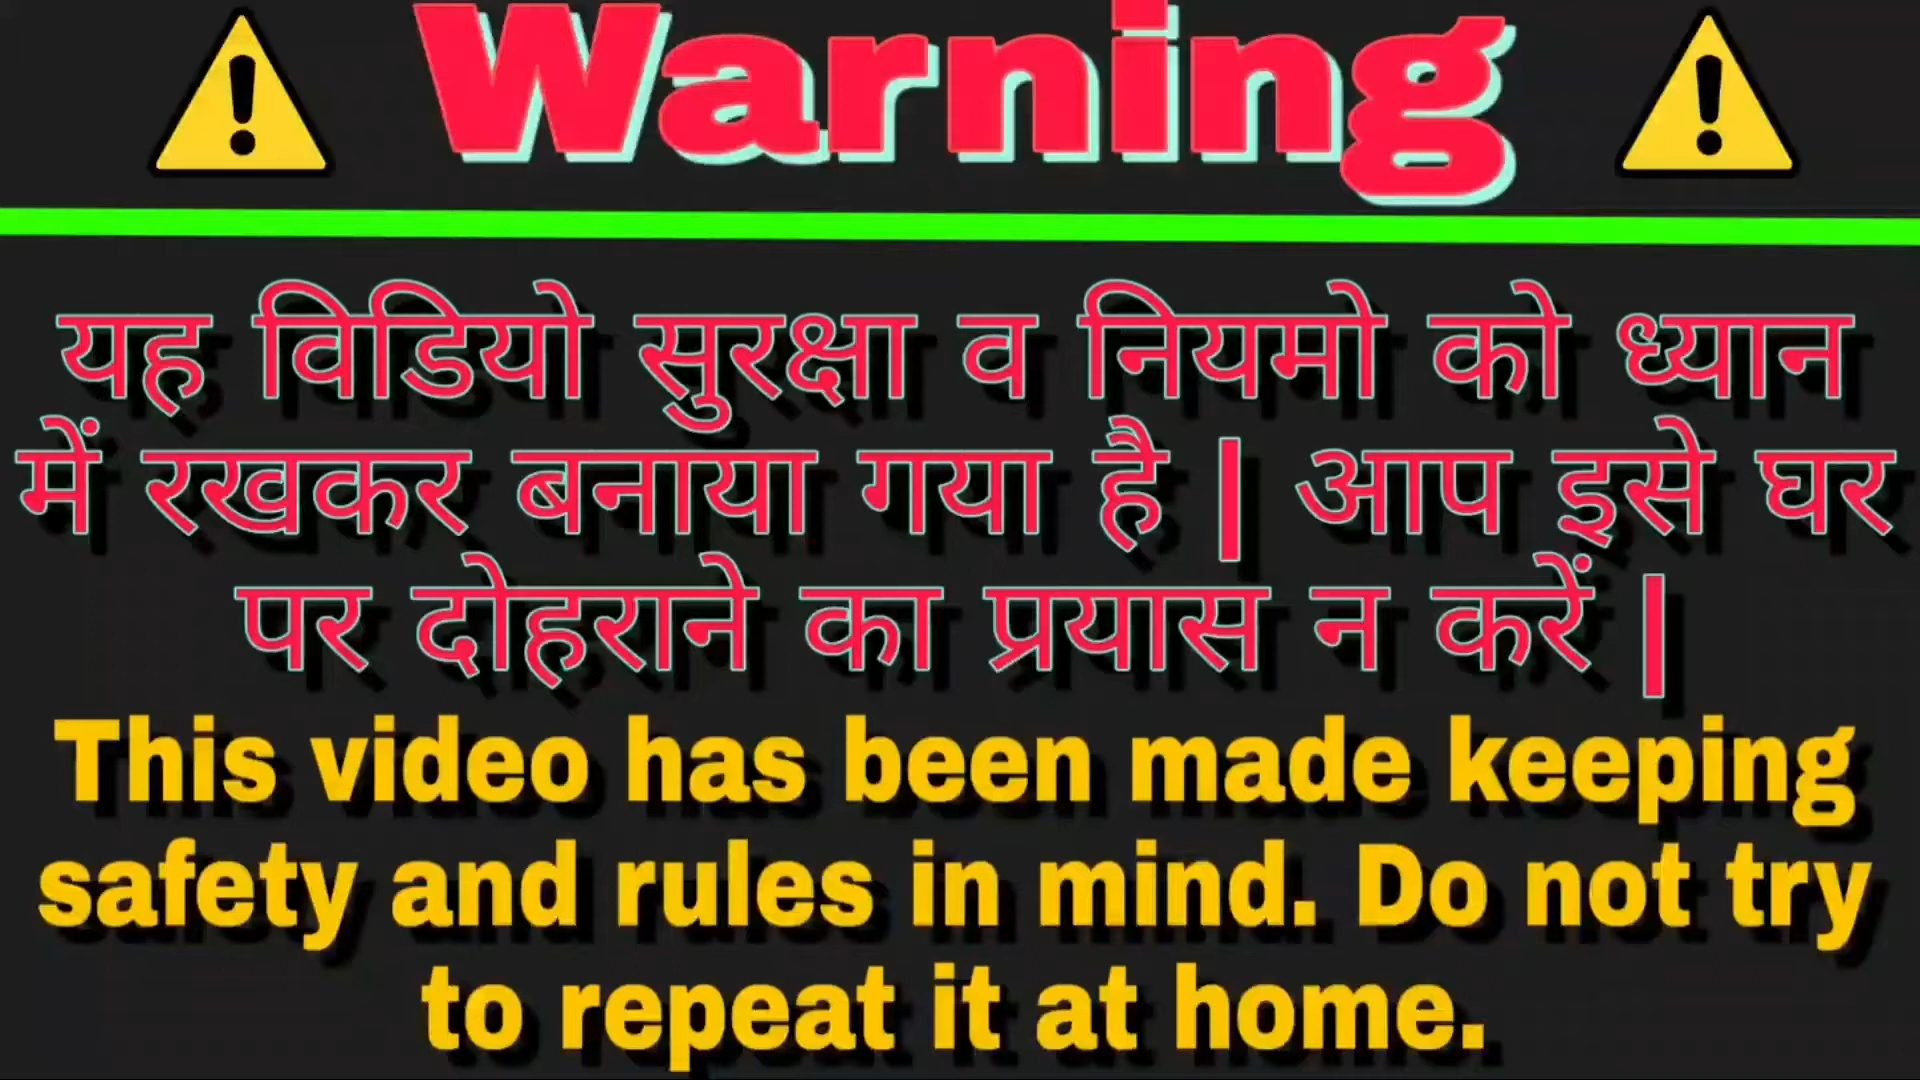 Warning
यह विडियो सुरक्षा व नियमो को ध्यान
में रखकर बनाया गया है | आप इसे घर
पर दोहराने का प्रयास न करें |
This video has been made keeping
safety and rules in mind. Do not try
to repeat it at home.